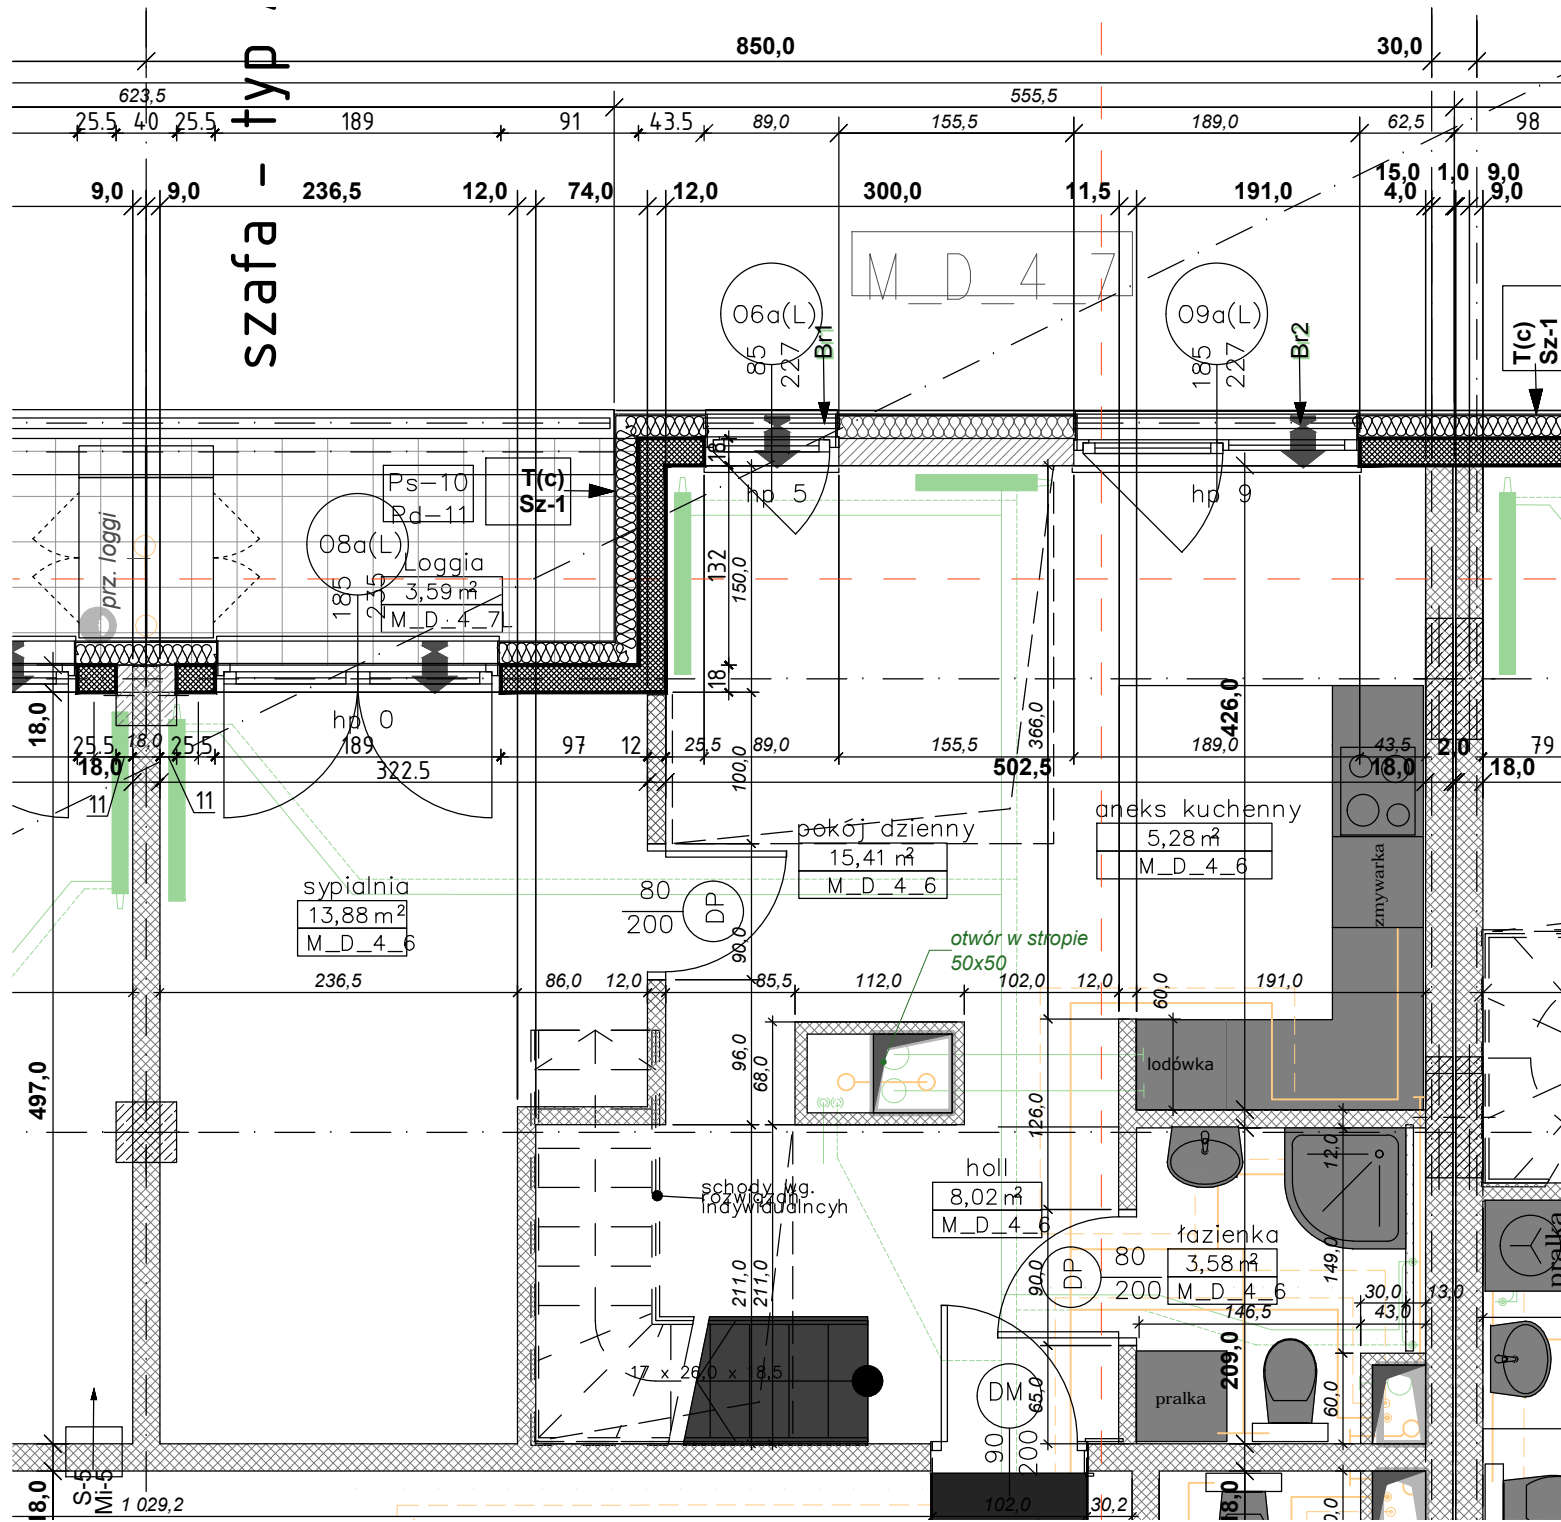 850,0
30,0
623,5
555,5
25.5
40
25.5
189
91
43.5
89,0
155,5
189,0
62,5
98
9,0
9,0
236,5
12,0
74,0
12,0
300,0
11,5
191,0
15,0
4,0
1,0
9,0
9,0
szafa - typ
M_D_4_7
06a(L)
85
227
Br1
09a(L)
185
227
Br2
T(c)
Sz-1
Ps-10
Pd-11
T(c)
Sz-1
prz. loggi
08a(L)
185
235
Loggia
3,59 m²
M_D_4_7L
hp 5
hp 9
132
150,0
18
hp 0
18,0
25,5
18,0
25,5
189
97
12
25,5
89,0
155,5
189,0
43,5
2,0
79
18,0
322.5
502,5
18,0
18,0
11
11
100,0
366,0
426,0
pokój dzienny
15,41 m²
M_D_4_6
aneks kuchenny
5,28 m²
M_D_4_6
zmywarka
sypialnia
13,88 m²
M_D_4_6
80
200
DP
90,0
otwór w stropie
50x50
236,5
86,0
12,0
85,5
112,0
102,0
12,0
60,0
191,0
497,0
96,0
68,0
126,0
lodówka
holl
8,02 m²
M_D_4_6
schody wg.
rozwiązań
indywidualncyh
12,0
łazienka
3,58 m²
M_D_4_6
80
200
DP
90,0
149,0
211,0
211,0
30,0
13,0
146,5
43,0
209,0
17 x 26,0 x 18,5
DM
90
200
65,0
pralka
60,0
pralka
S-5
Mi-5
18,0
1 029,2
102,0
30,2
18,0